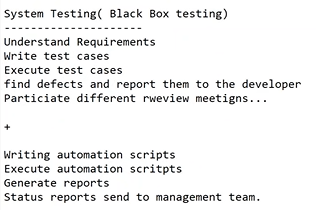 System Testing( Black Box testing)
---------------------
Understand Requirements
Write test cases
Execute test cases
find defects and report them to the developer
Particiate different rweview meetigns...
+
Writing automation scripts
Execute automation scritpts
Generate reports
Status reports send to management team.